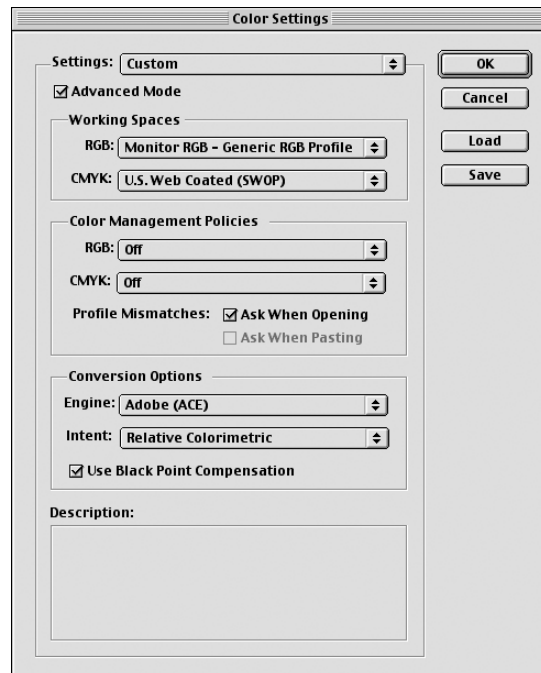 Color Settings
Settings: Custom
OK
Advanced Mode
Cancel
Working Spaces
RGB: Monitor RGB - Generic RGB Profile
Load
CMYK: U.S. Web Coated (SWOP)
Save
Color Management Policies
RGB: Off
CMYK: Off
Profile Mismatches: Ask When Opening
Ask When Pasting
Conversion Options
Engine: Adobe (ACE)
Intent: Relative Colorimetric
Use Black Point Compensation
Description: